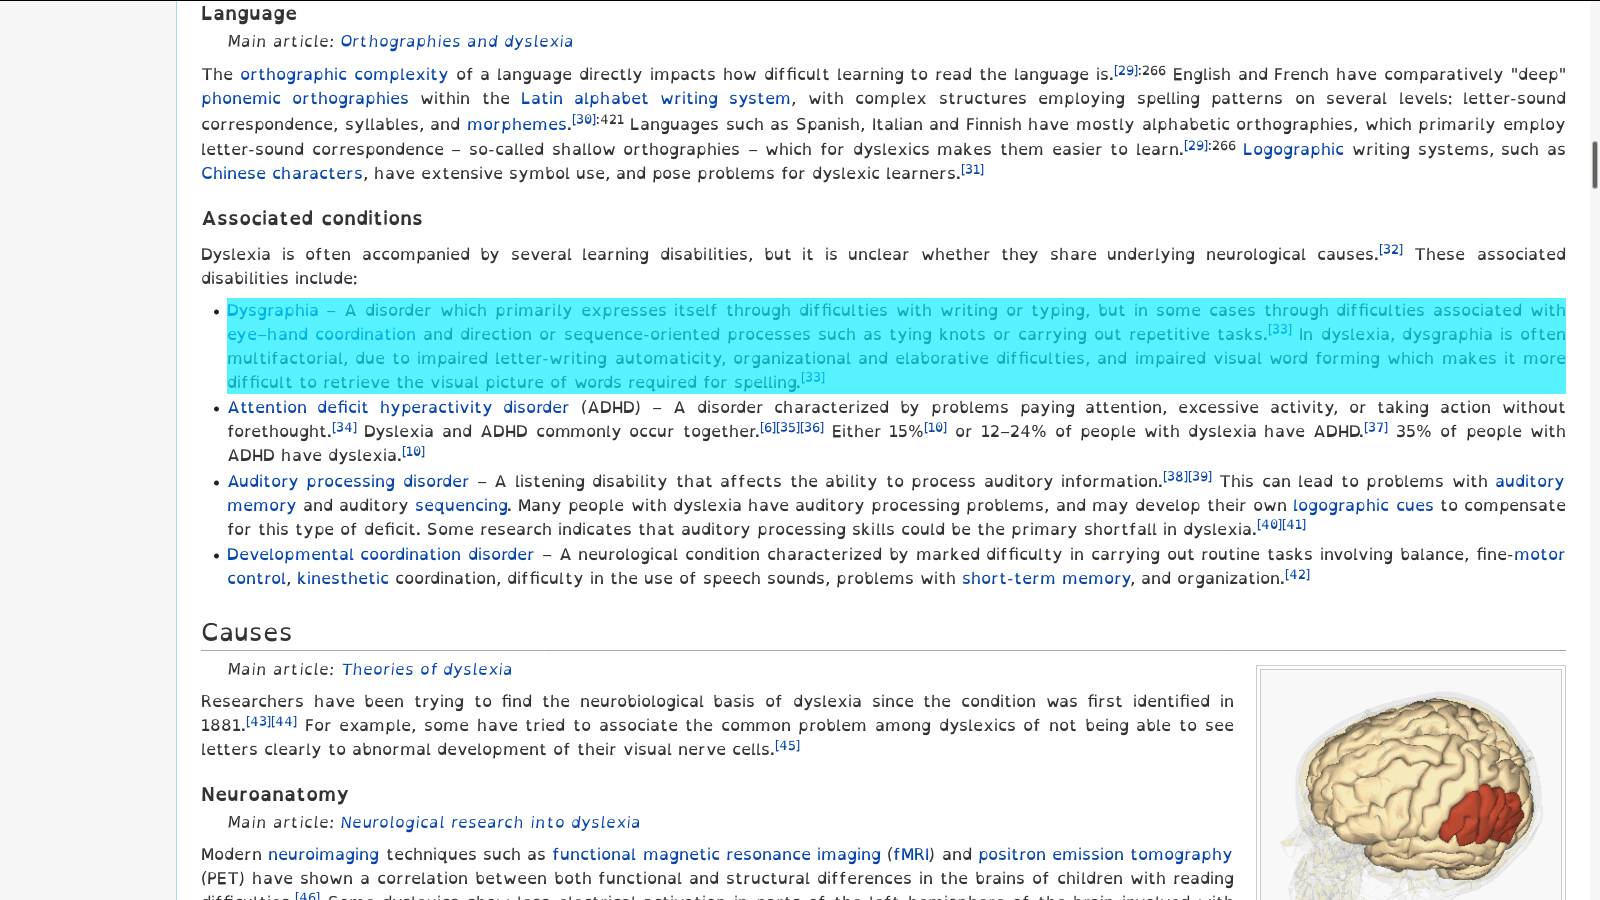 Language
Main article: Orthographies and dyslexia
The orthographic complexity of a language directly impacts how difficult learning to read the language is.[29]:266 English and French have comparatively "deep"
phonemic orthographies within the Latin alphabet writing system, with complex structures employing spelling patterns on several levels: letter-sound
correspondence, syllables, and morphemes.[30]:421 Languages such as Spanish, Italian and Finnish have mostly alphabetic orthographies, which primarily employ
letter-sound correspondence – so-called shallow orthographies – which for dyslexics makes them easier to learn.[29]:266 Logographic writing systems, such as
Chinese characters, have extensive symbol use, and pose problems for dyslexic learners.[31]
Associated conditions
Dyslexia is often accompanied by several learning disabilities, but it is unclear whether they share underlying neurological causes.[32] These associated
disabilities include:
• Dysgraphia – A disorder which primarily expresses itself through difficulties with writing or typing, but in some cases through difficulties associated with
eye–hand coordination and direction or sequence-oriented processes such as tying knots or carrying out repetitive tasks.[33] In dyslexia, dysgraphia is often
multifactorial, due to impaired letter-writing automaticity, organizational and elaborative difficulties, and impaired visual word forming which makes it more
difficult to retrieve the visual picture of words required for spelling.[33]
• Attention deficit hyperactivity disorder (ADHD) – A disorder characterized by problems paying attention, excessive activity, or taking action without
forethought.[34] Dyslexia and ADHD commonly occur together.[6][35][36] Either 15%[10] or 12–24% of people with dyslexia have ADHD.[37] 35% of people with
ADHD have dyslexia.[10]
• Auditory processing disorder – A listening disability that affects the ability to process auditory information.[38][39] This can lead to problems with auditory
memory and auditory sequencing. Many people with dyslexia have auditory processing problems, and may develop their own logographic cues to compensate
for this type of deficit. Some research indicates that auditory processing skills could be the primary shortfall in dyslexia.[40][41]
• Developmental coordination disorder – A neurological condition characterized by marked difficulty in carrying out routine tasks involving balance, fine-motor
control, kinesthetic coordination, difficulty in the use of speech sounds, problems with short-term memory, and organization.[42]
Causes
Main article: Theories of dyslexia
Researchers have been trying to find the neurobiological basis of dyslexia since the condition was first identified in
1881.[43][44] For example, some have tried to associate the common problem among dyslexics of not being able to see
letters clearly to abnormal development of their visual nerve cells.[45]
Neuroanatomy
Main article: Neurological research into dyslexia
Modern neuroimaging techniques such as functional magnetic resonance imaging (fMRI) and positron emission tomography
(PET) have shown a correlation between both functional and structural differences in the brains of children with reading
difficulties.[46] Some dyslexics show less electrical activation in parts of the left hemisphere of the brain involved with